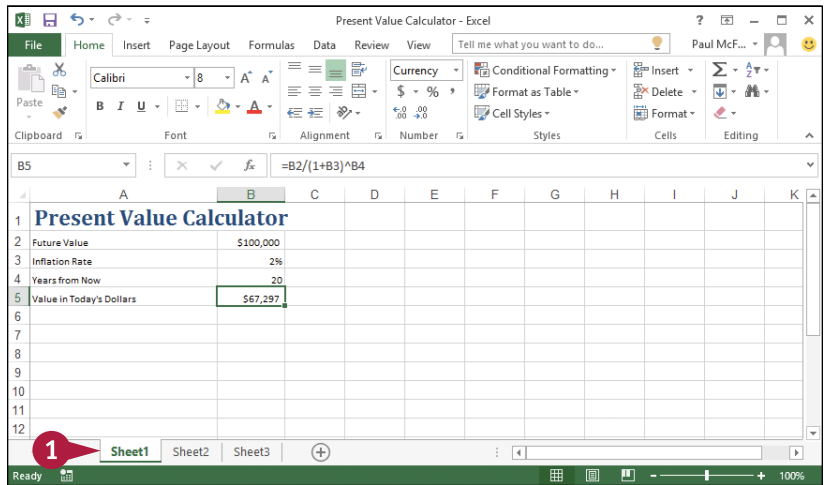 Present Value Calculator - Excel ?
File Home Insert Page Layout Formulas Data Review View Tell me what you want to do... Paul McF...
Calibri 8 A A Currency Conditional Formatting Insert Σ A Z
Paste B I U A $ % , Format as Table Delete
.0 .00 .00 .0 Cell Styles Format
Clipboard Font Alignment Number Styles Cells Editing
B5 fx =B2/(1+B3)^B4
A B C D E F G H I J K
1 Present Value Calculator
2 Future Value $100,000
3 Inflation Rate 2%
4 Years from Now 20
5 Value in Today's Dollars $67,297
6
7
8
9
10
11
12
1 Sheet1 Sheet2 Sheet3
Ready 100%